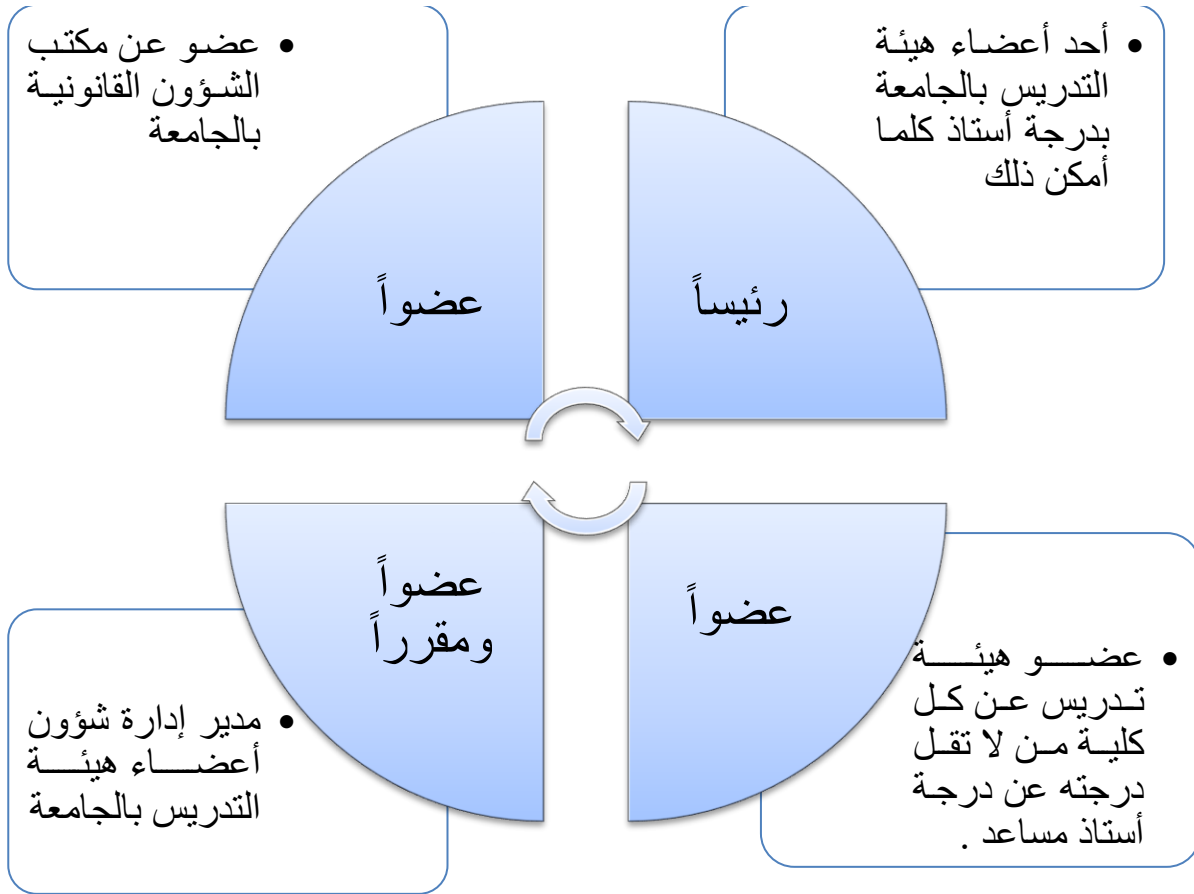 • أحد أعضاء هيئة
التدريس بالجامعة
بدرجة أستاذ كلما
أمكن ذلك
رئيساً
• عضو عن مكتب
الشؤون القانونية
بالجامعة
عضواً
• عضو هيئة
تدريس عن كل
كلية من لا تقل
درجته عن درجة
أستاذ مساعد .
عضواً
• مدير إدارة شؤون
أعضاء هيئة
التدريس بالجامعة
عضواً
ومقرراً